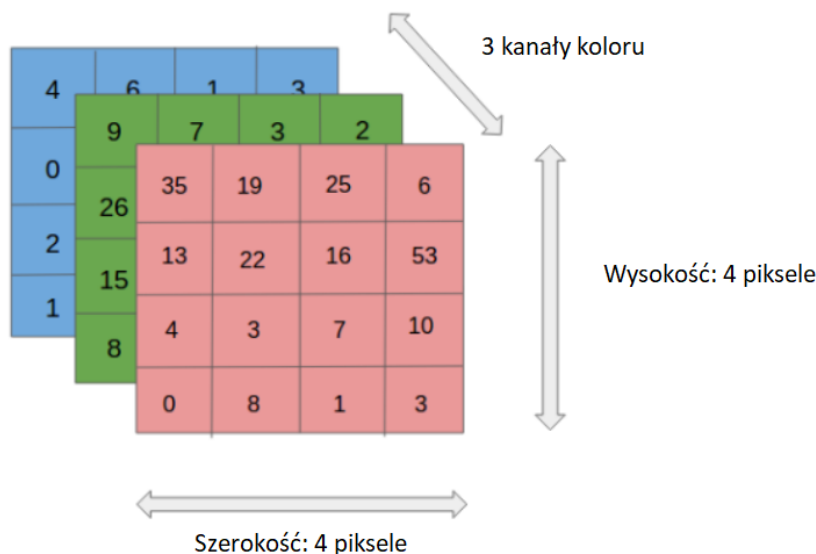 3 kanały koloru
4 6 1 3
9 7 3 2
0
35 19 25 6
26
13 22 16 53
2
Wysokość: 4 piksele
15
4 3 7 10
1
8
0 8 1 3
Szerokość: 4 piksele